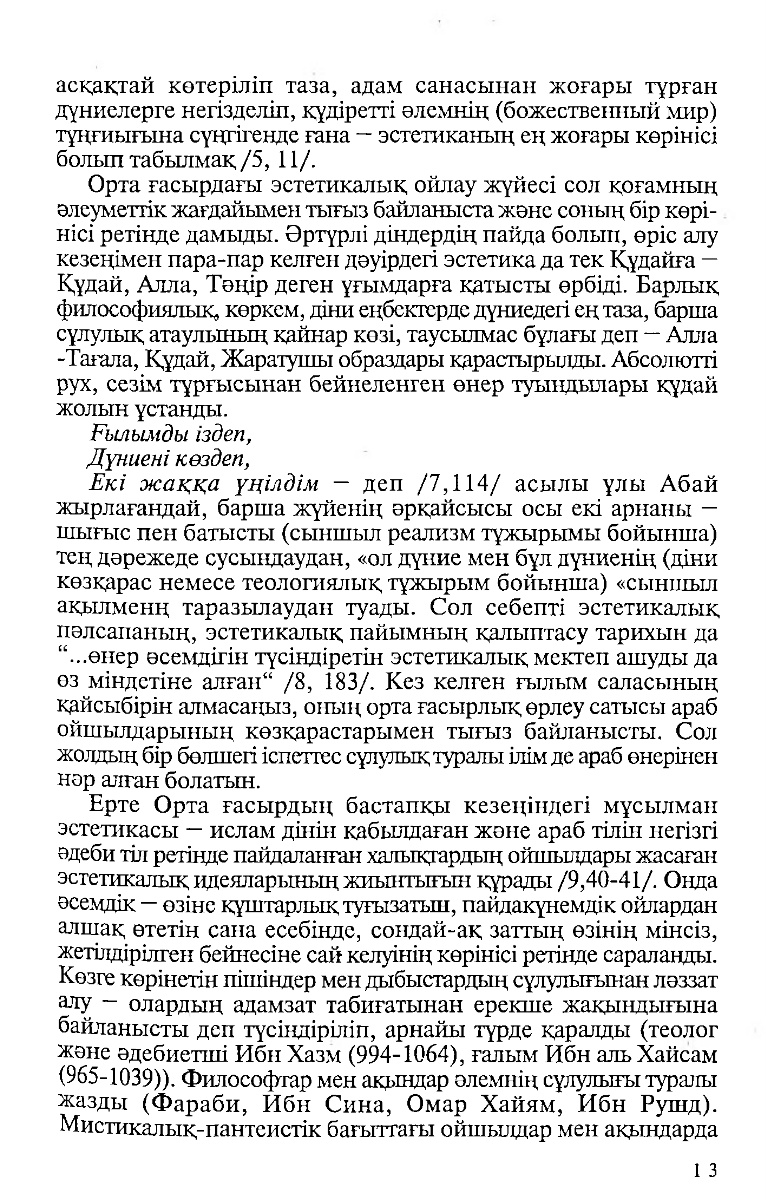 асқақтай көтеріліп таза, адам санасынан жоғары тұрған
дүниелерге негізделіп, құдіретті әлемнің (божественный мир)
тұңғиығына сүңгігенде ғана — эстетиканың ең жоғары көрінісі
болып табылмақ /5, 11/.
Орта ғасырдағы эстетикалық ойлау жүйесі сол қоғамның
әлеуметтік жағдайымен тығыз байланыста және соның бір көрі-
нісі ретінде дамыды. Әртүрлі діндердің пайда болып, өріс алу
кезеңімен пара-пар келген дәуірдегі эстетика да тек Құдайға —
Құдай, Алла, Тәңір деген ұғымдарға қатысты өрбіді. Барлық
философиялық, көркем, діни еңбектерде дүниедегі ең таза, барша
сұлулық атаулының қайнар көзі, таусылмас бұлағы деп — Алла
-Тағала, Құдай, Жаратушы образдары қарастырылды. Абсолютті
рух, сезім тұрғысынан бейнеленген өнер туындылары құдай
жолын ұстанды.
Ғылымды іздеп,
Дүниені көздеп,
Екі жаққа үңілдім — деп /7,114/ асылы ұлы Абай
жырлағандай, барша жүйенің әрқайсысы осы екі арнаны —
шығыс пен батысты (сыншыл реализм тұжырымы бойынша)
тең дәрежеде сусындаудан, «ол дүние мен бұл дүниенің (діни
көзқарас немесе теологиялық тұжырым бойынша) «сыншыл
ақылменң таразылаудан туады. Сол себепті эстетикалық
пәлсапаның, эстетикалық пайымның қалыптасу тарихын да
“...өнер әсемдігін түсіндіретін эстетикалық мектеп ашуды да
өз міндетіне алған“ /8, 183/. Кез келген ғылым саласының
қайсыбірін алмасаңыз, оның орта ғасырлық өрлеу сатысы араб
ойшылдарының көзқарастарымен тығыз байланысты. Сол
жолдың бір бөлшегі іспеттес сұлулық туралы ілім де араб өнерінен
нәр алған болатын.
Ерте Орта ғасырдың бастапқы кезеңіндегі мұсылман
эстетикасы — ислам дінін қабылдаған және араб тілін негізгі
әдеби тіл ретінде пайдаланған халықтардың ойшылдары жасаған
эстетикалық идеяларының жиынтығын құрады /9,40-41/. Онда
әсемдік — өзіне құштарлық туғызатын, пайдакүнемдік ойлардан
алшақ өтетін сана есебінде, сондай-ақ заттың өзінің мінсіз,
жетілдірілген бейнесіне сай келуінің көрінісі ретінде сараланды.
Көзге көрінетін пішіндер мен дыбыстардың сұлулығынан ләззат
алу — олардың адамзат табиғатынан ерекше жақындығына
байланысты деп түсіндіріліп, арнайы түрде қаралды (теолог
және әдебиетші Ибн Хазм (994-1064), ғалым Ибн аль Хайсам
(965-1039)). Философтар мен ақындар әлемнің сұлулығы туралы
жазды (Фараби, Ибн Сина, Омар Хайям, Ибн Рушд).
Мистикалық-пантеистік бағыттағы ойшылдар мен ақындарда
13